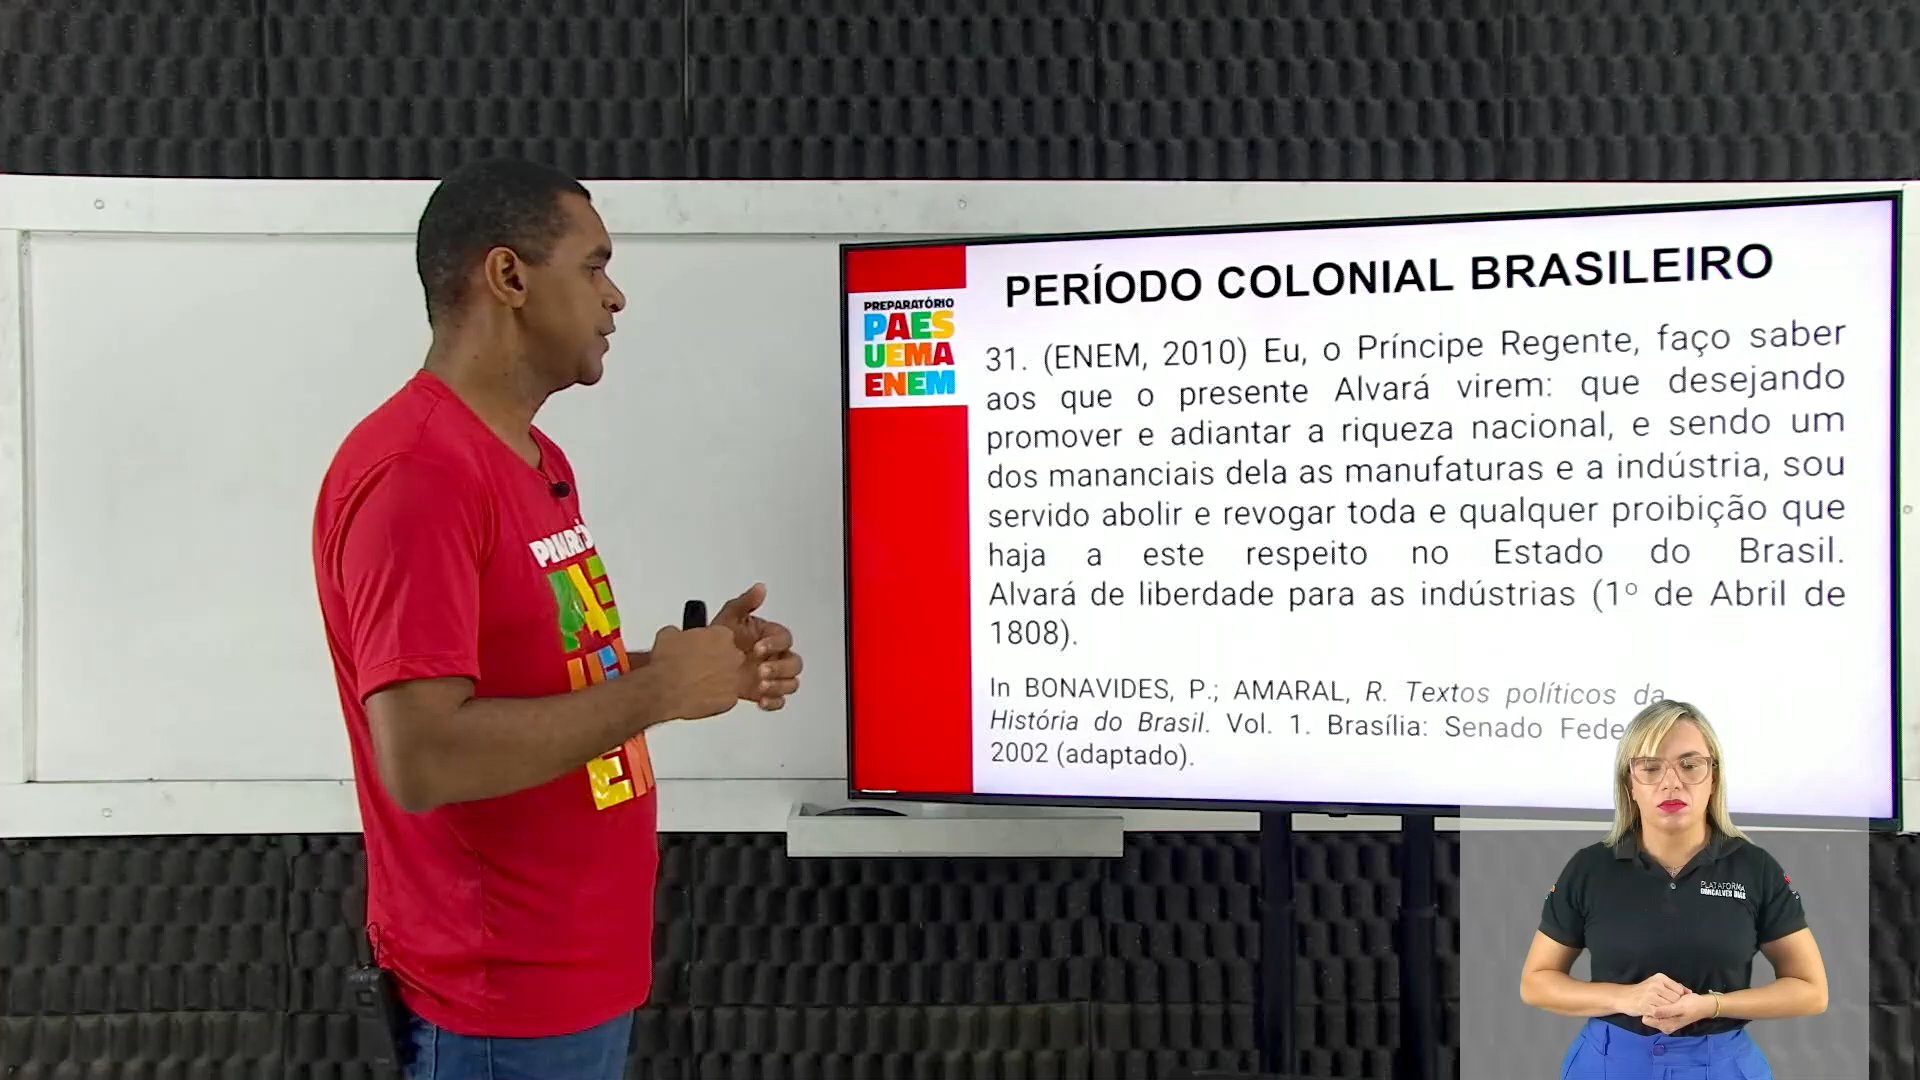 PERÍODO COLONIAL BRASILEIRO
PREPARATÓRIO
PAES
UEMA
ENEM
31. (ENEM, 2010) Eu, o Príncipe Regente, faço saber
aos que o presente Alvará virem: que desejando
promover e adiantar a riqueza nacional, e sendo um
dos mananciais dela as manufaturas e a indústria, sou
servido abolir e revogar toda e qualquer proibição que
haja a este respeito no Estado do Brasil.
Alvará de liberdade para as indústrias (1º de Abril de
1808).
In BONAVIDES, P.; AMARAL, R. Textos políticos da
História do Brasil. Vol. 1. Brasília: Senado Fede
2002 (adaptado).
PLATAFORMA
GONÇALVES DIAS